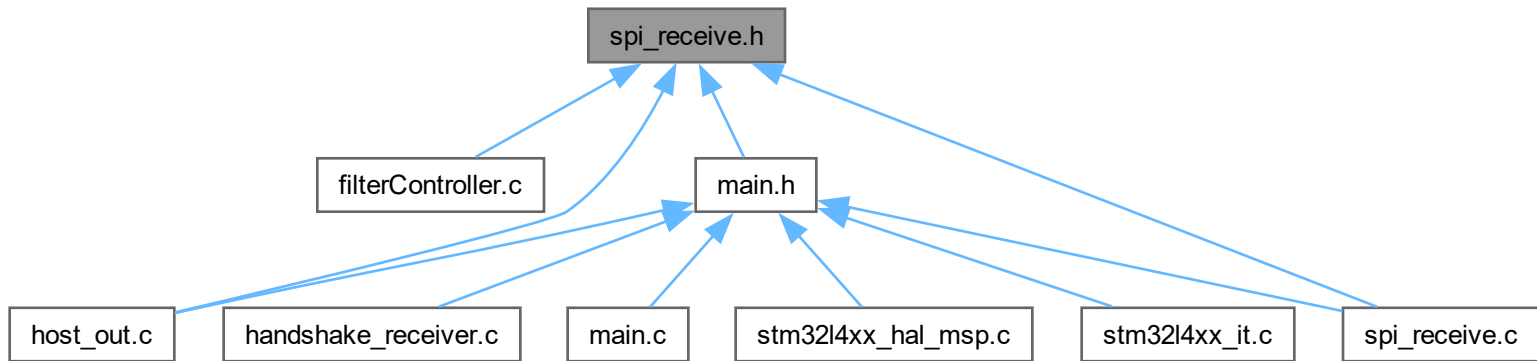 spi_receive.h
filterController.c
main.h
host_out.c
handshake_receiver.c
main.c
stm32l4xx_hal_msp.c
stm32l4xx_it.c
spi_receive.c